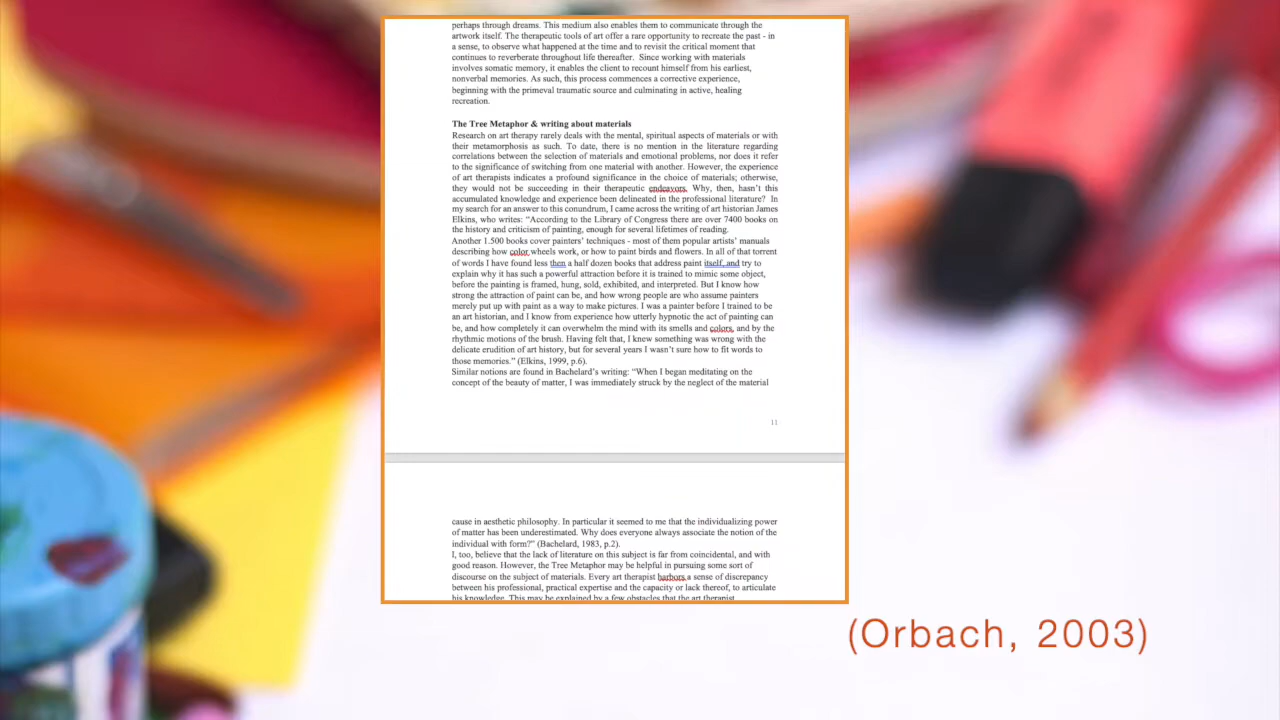 perhaps through dreams. This medium also enables them to communicate through the
artwork itself. The therapeutic tools of art offer a rare opportunity to recreate the past - in
a sense, to observe what happened at the time and to revisit the critical moment that
continues to reverberate throughout life thereafter.  Since working with materials
involves somatic memory, it enables the client to recount himself from his earliest,
nonverbal memories. As such, this process commences a corrective experience,
beginning with the primeval traumatic source and culminating in active, healing
recreation.
The Tree Metaphor & writing about materials
Research on art therapy rarely deals with the mental, spiritual aspects of materials or with
their metamorphosis as such. To date, there is no mention in the literature regarding
correlations between the selection of materials and emotional problems, nor does it refer
to the significance of switching from one material with another. However, the experience
of art therapists indicates a profound significance in the choice of materials; otherwise,
they would not be succeeding in their therapeutic endeavors. Why, then, hasn't this
accumulated knowledge and experience been delineated in the professional literature?  In
my search for an answer to this conundrum, I came across the writing of art historian James
Elkins, who writes: "According to the Library of Congress there are over 7400 books on
the history and criticism of painting, enough for several lifetimes of reading.
Another 1.500 books cover painters' techniques - most of them popular artists' manuals
describing how color wheels work, or how to paint birds and flowers. In all of that torrent
of words I have found less then a half dozen books that address paint itself, and try to
explain why it has such a powerful attraction before it is trained to mimic some object,
before the painting is framed, hung, sold, exhibited, and interpreted. But I know how
strong the attraction of paint can be, and how wrong people are who assume painters
merely put up with paint as a way to make pictures. I was a painter before I trained to be
an art historian, and I know from experience how utterly hypnotic the act of painting can
be, and how completely it can overwhelm the mind with its smells and colors, and by the
rhythmic motions of the brush. Having felt that, I knew something was wrong with the
delicate erudition of art history, but for several years I wasn't sure how to fit words to
those memories." (Elkins, 1999, p.6).
Similar notions are found in Bachelard's writing: "When I began meditating on the
concept of the beauty of matter, I was immediately struck by the neglect of the material
11
cause in aesthetic philosophy. In particular it seemed to me that the individualizing power
of matter has been underestimated. Why does everyone always associate the notion of the
individual with form?" (Bachelard, 1983, p.2).
I, too, believe that the lack of literature on this subject is far from coincidental, and with
good reason. However, the Tree Metaphor may be helpful in pursuing some sort of
discourse on the subject of materials. Every art therapist harbors a sense of discrepancy
between his professional, practical expertise and the capacity or lack thereof, to articulate
his knowledge. This may be explained by a few obstacles that the art therapist
(Orbach, 2003)